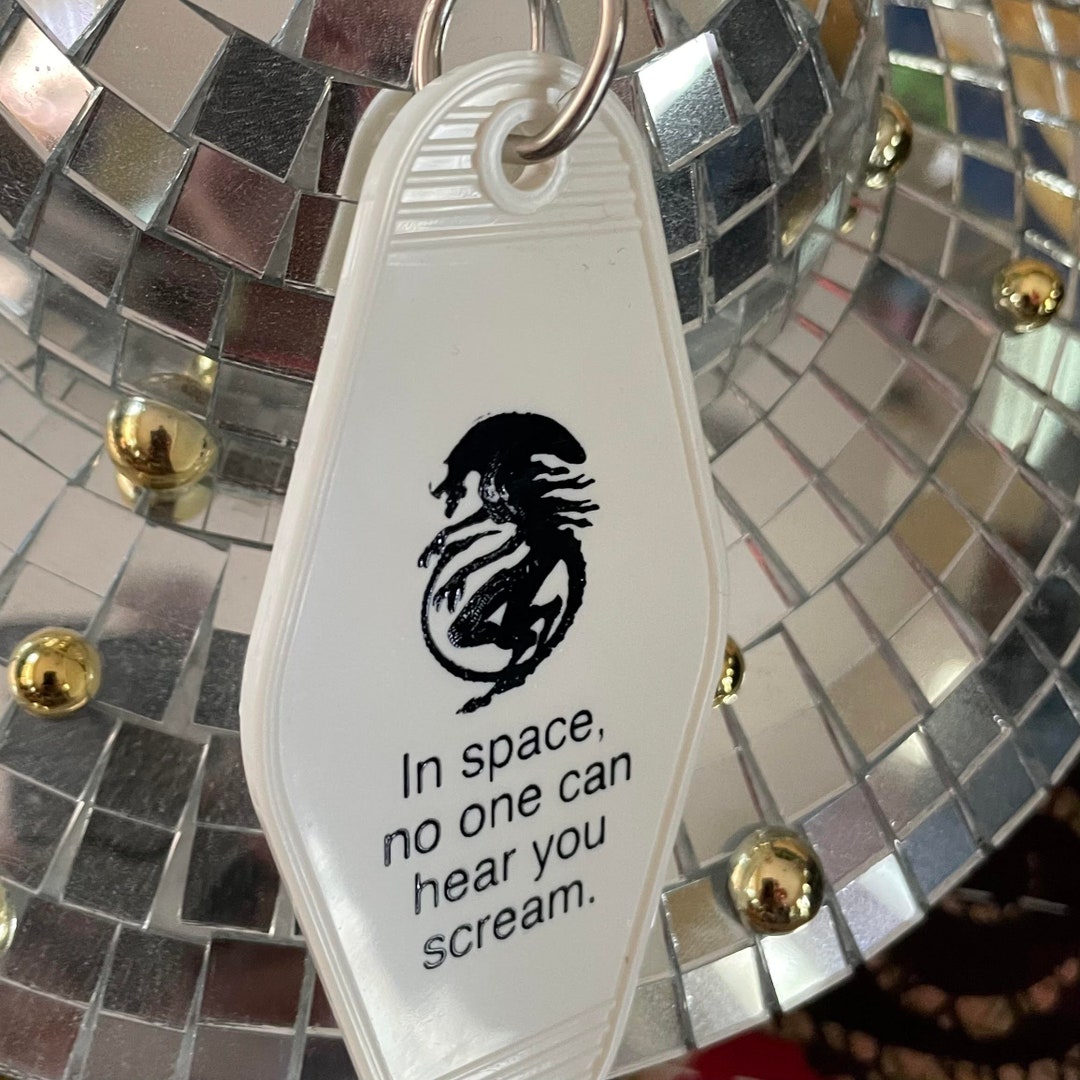 In space,
no one can
hear you
scream.